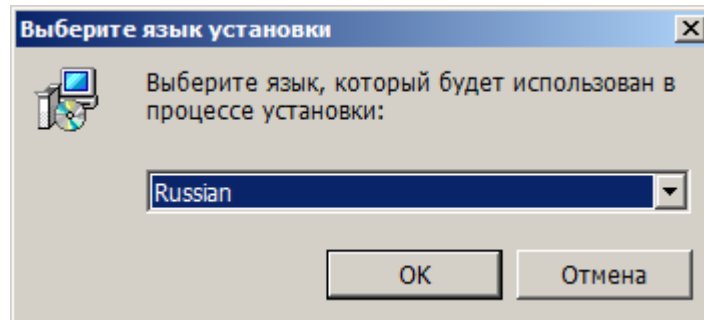 Выберите язык установки
Выберите язык, который будет использован в
процессе установки:
Russian
OK
Отмена